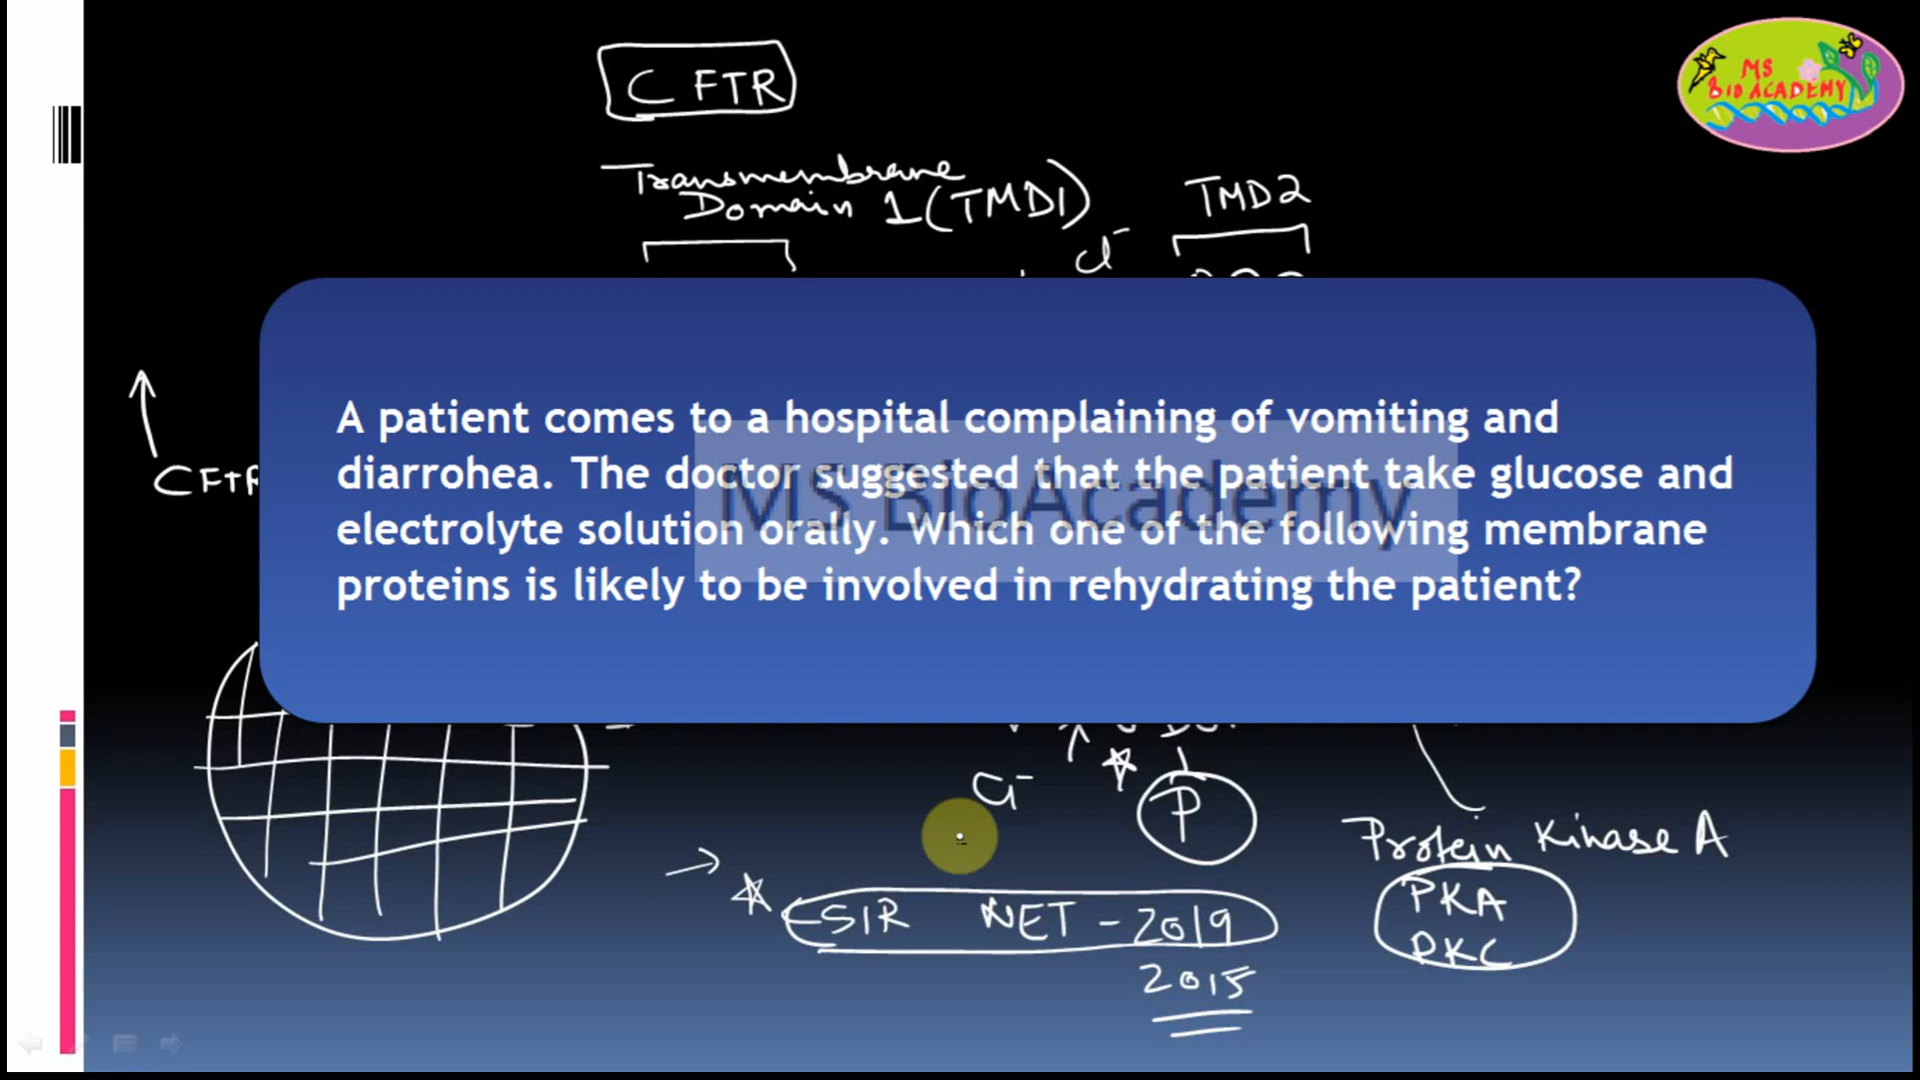 C FTR
MS
BIO ACADEMY
Transmembrane
Domain 1 (TMD1)
TMD2
Cl-
A patient comes to a hospital complaining of vomiting and
diarrohea. The doctor suggested that the patient take glucose and
electrolyte solution orally. Which one of the following membrane
proteins is likely to be involved in rehydrating the patient?
MS BioAcademy
CFTR
Cl-
P
Protein Kinase A
PKA
PKC
CSIR NET - 2019
2015